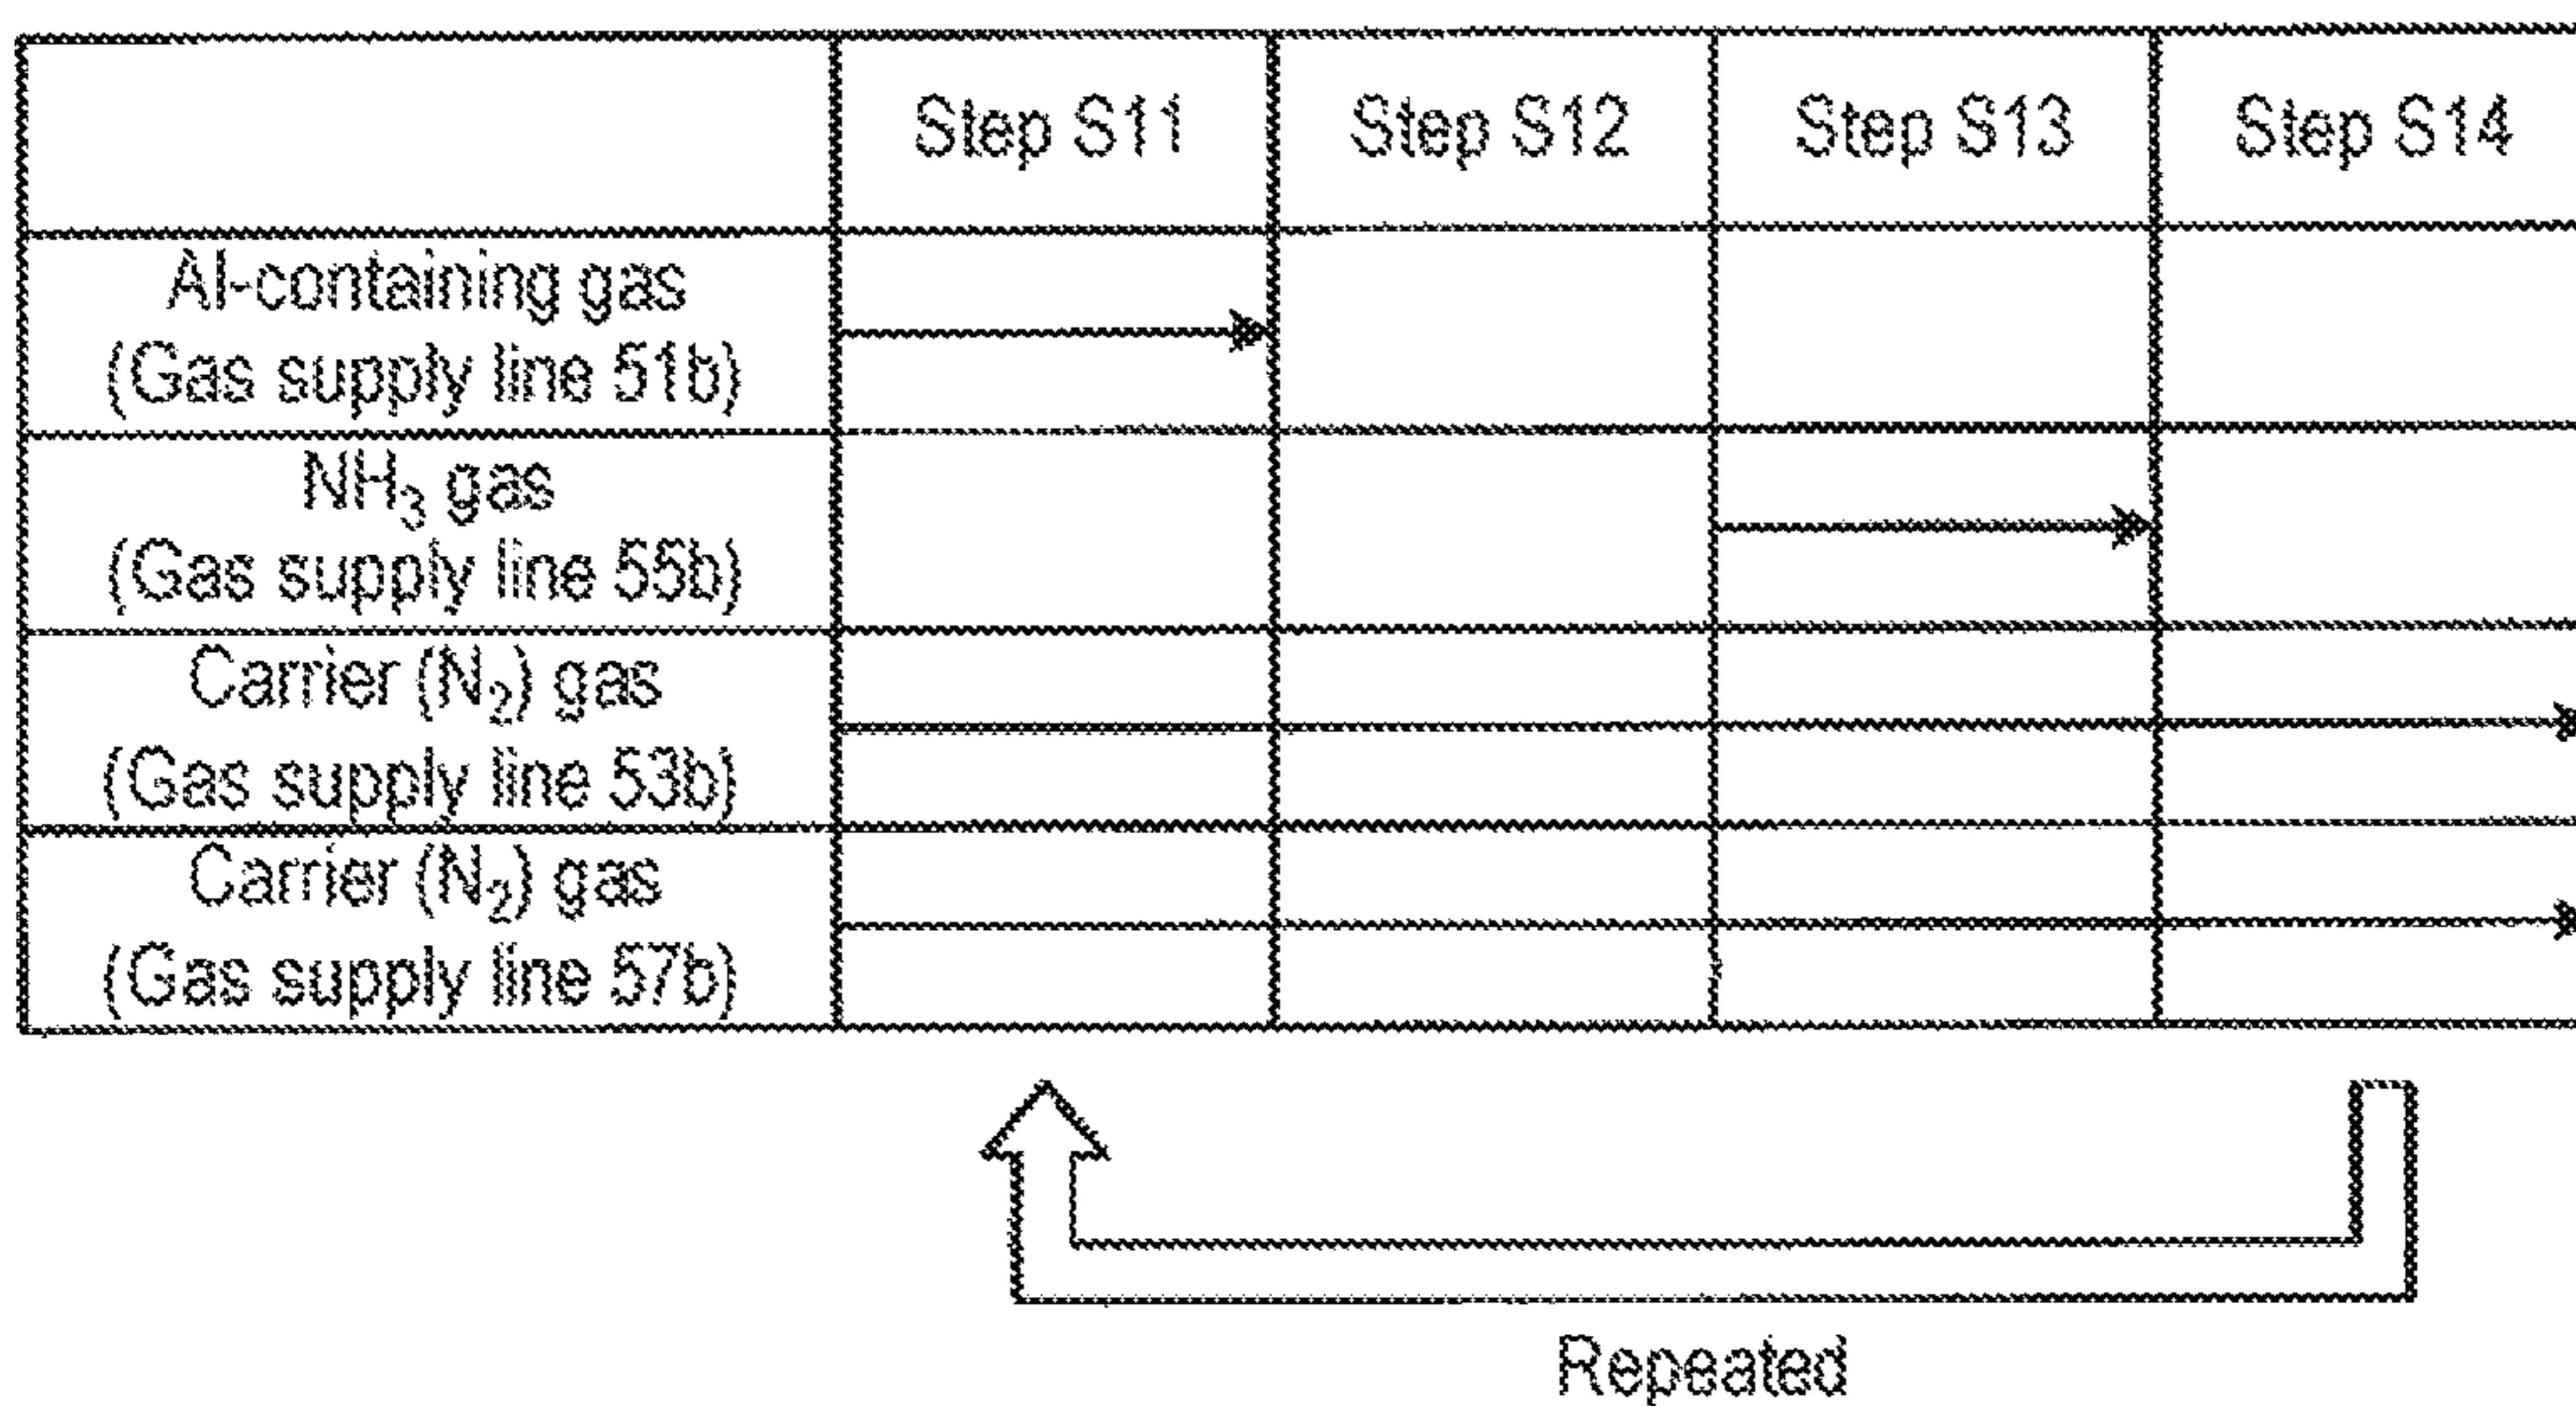 Step S11 Step S12 Step S13 Step S14
Al-containing gas
(Gas supply line 51b)
NH₃ gas
(Gas supply line 55b)
Carrier (N₂) gas
(Gas supply line 53b)
Carrier (N₂) gas
(Gas supply line 57b)
Repeated